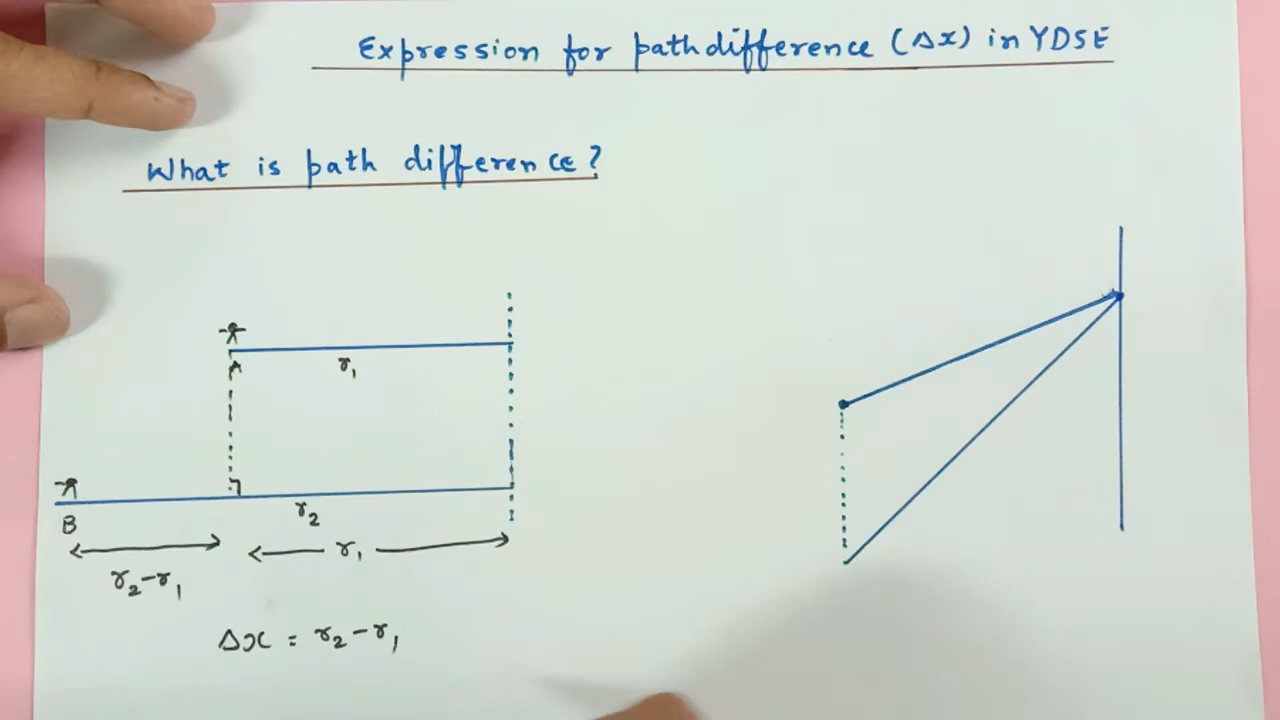 Expression for path difference (Δx) in YDSE
What is path difference?
A
r₁
B
r₂
r₂-r₁
r₁
Δx = r₂-r₁